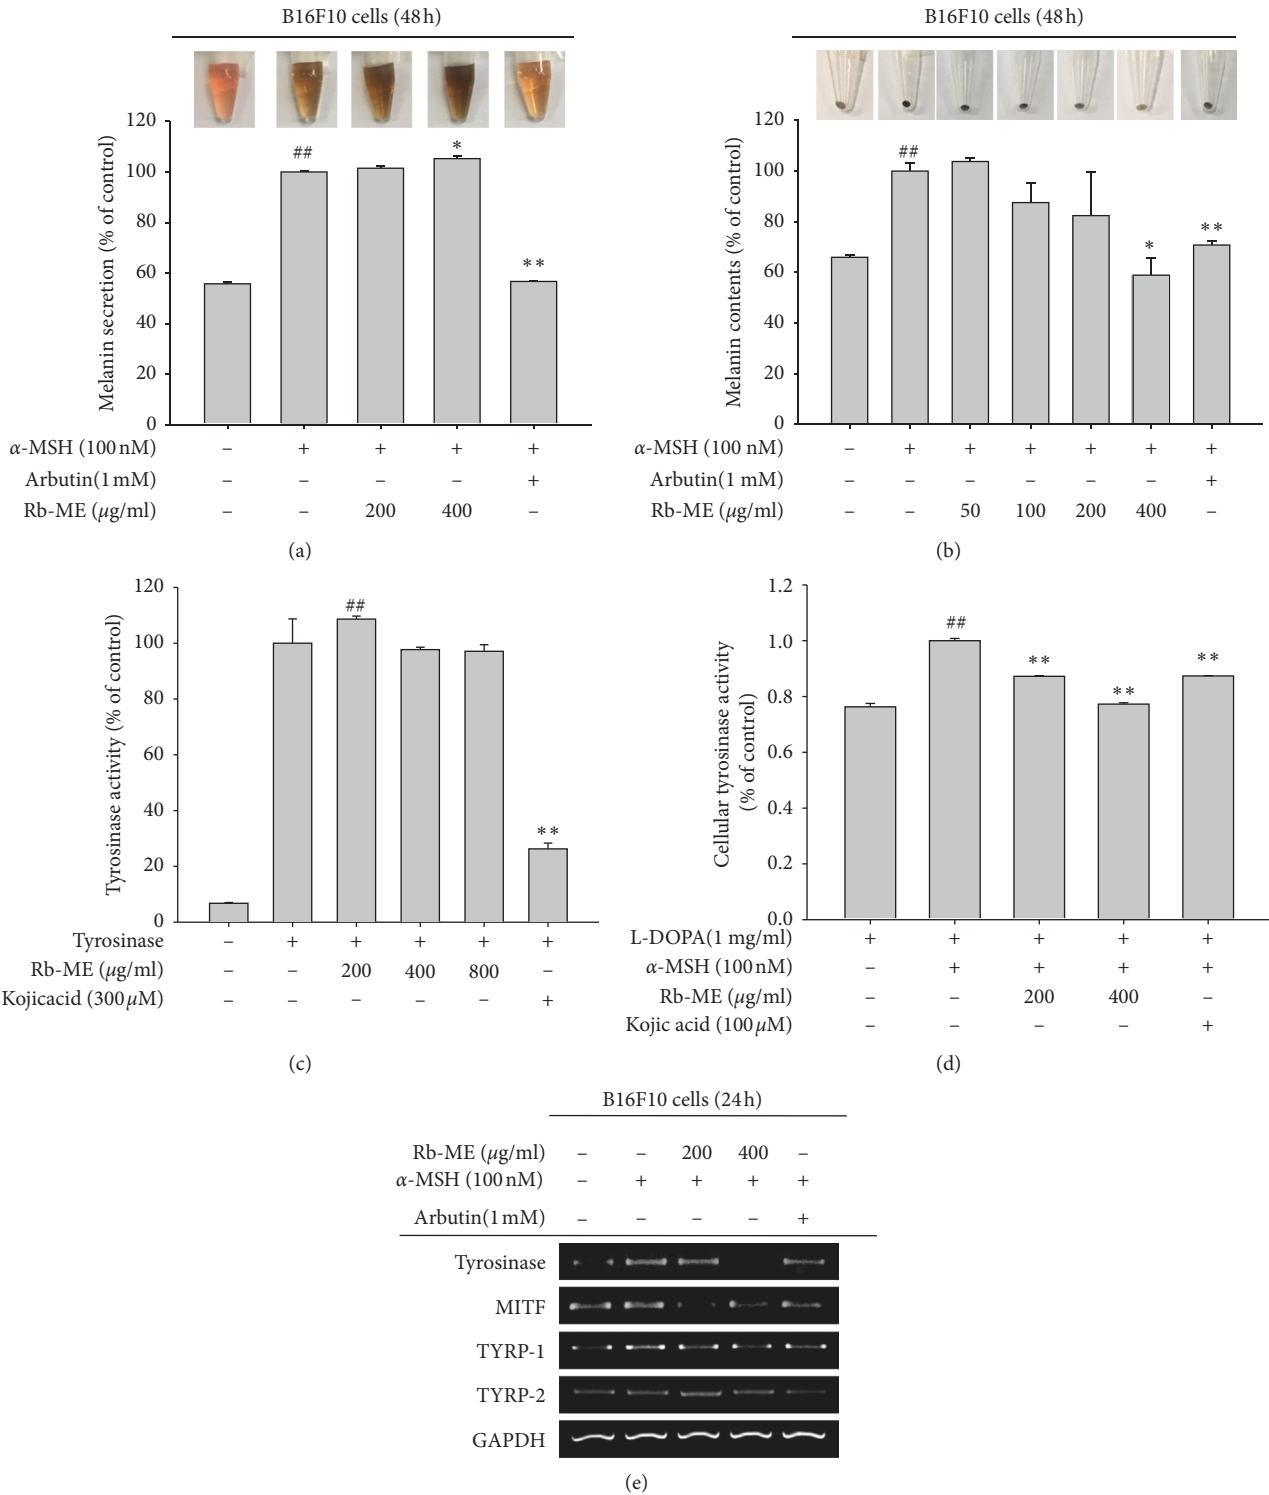 B16F10 cells (48 h)
120
100
80
60
40
20
0
Melanin secretion (% of control)
##
*
**
α-MSH (100 nM) – + + + +
Arbutin(1 mM) – – – – +
Rb-ME (μg/ml) – – 200 400 –
(a)
B16F10 cells (48 h)
120
100
80
60
40
20
0
Melanin contents (% of control)
##
*
**
α-MSH (100 nM) – + + + + + +
Arbutin(1 mM) – – – – – – +
Rb-ME (μg/ml) – – 50 100 200 400 –
(b)
120
100
80
60
40
20
0
Tyrosinase activity (% of control)
##
**
Tyrosinase – + + + + +
Rb-ME (μg/ml) – – 200 400 800 –
Kojicacid (300 μM) – – – – – +
(c)
1.2
1.0
0.8
0.6
0.4
0.2
0.0
Cellular tyrosinase activity
(% of control)
##
**
**
**
L-DOPA(1 mg/ml) + + + + +
α-MSH (100 nM) – + + + +
Rb-ME (μg/ml) – – 200 400 –
Kojic acid (100 μM) – – – – +
(d)
B16F10 cells (24 h)
Rb-ME (μg/ml) – – 200 400 –
α-MSH (100 nM) – + + + +
Arbutin(1 mM) – – – – +
Tyrosinase
MITF
TYRP-1
TYRP-2
GAPDH
(e)